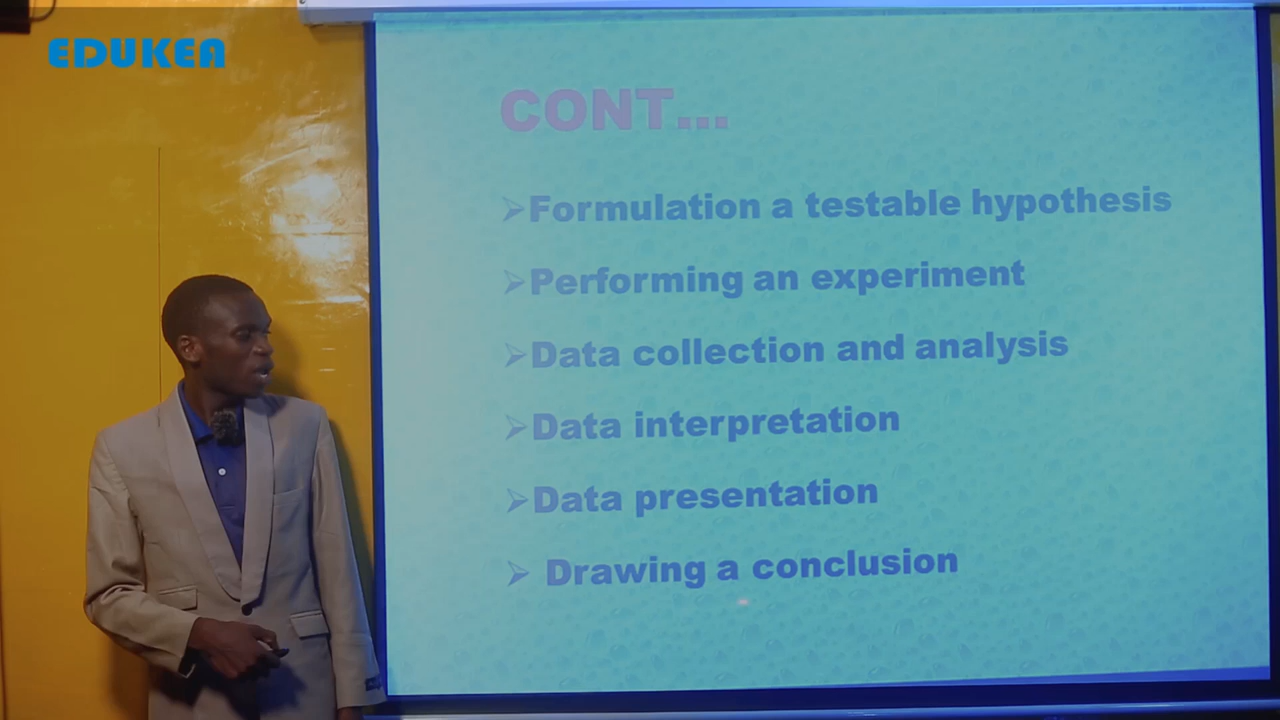 EDUKEA
CONT...
➢Formulation a testable hypothesis
➢Performing an experiment
➢Data collection and analysis
➢Data interpretation
➢Data presentation
➢ Drawing a conclusion